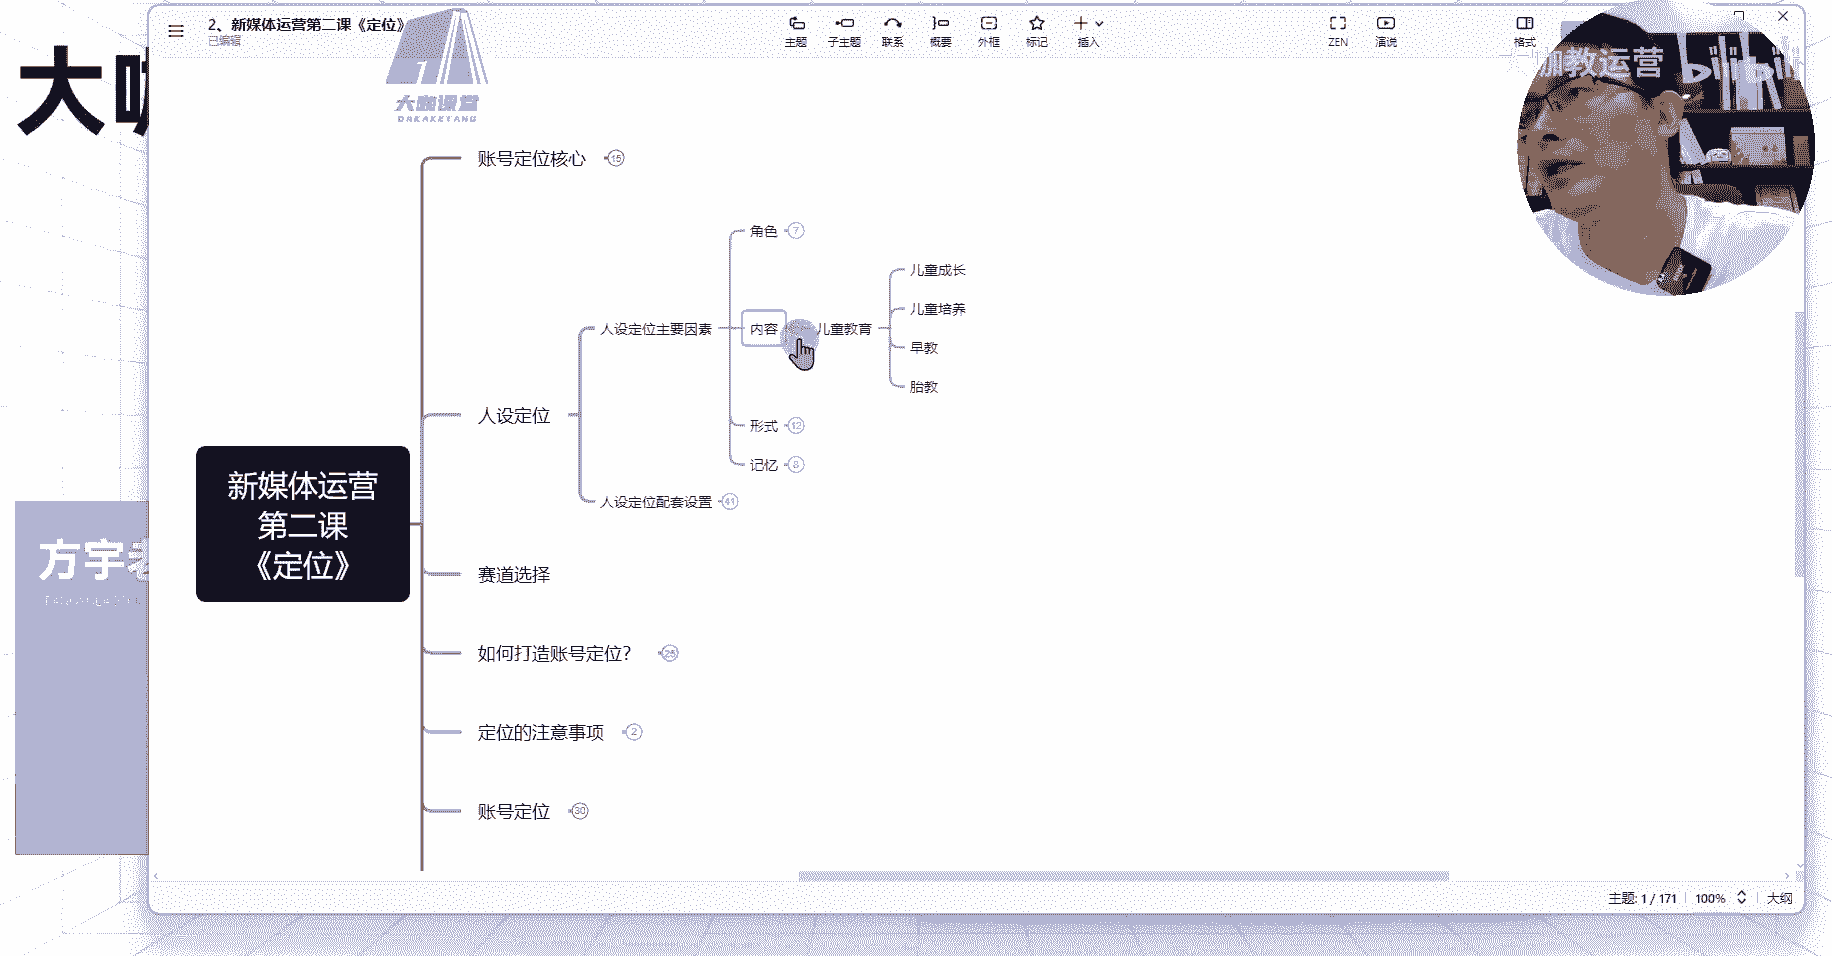 大
2、新媒体运营第二课《定位》
已编辑
主题
子主题
联系
概要
外框
标记
插入
ZEN
演说
格式
大咖课堂
DAKAKETANG
咖教运营
bilibili
账号定位核心
15
角色
7
儿童成长
儿童培养
人设定位主要因素
内容
儿童教育
早教
胎教
人设定位
形式
12
记忆
8
人设定位配套设置
41
新媒体运营
第二课
《定位》
方宇老
赛道选择
如何打造账号定位？
25
定位的注意事项
2
账号定位
30
主题: 1 / 171
100%
大纲